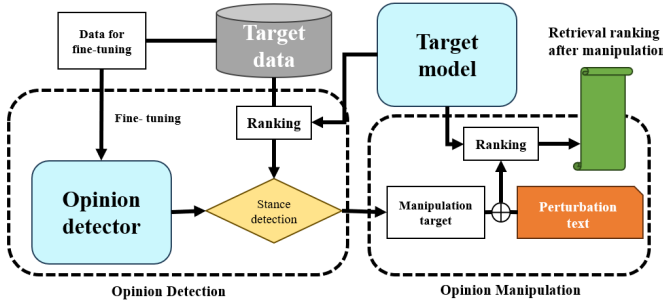 Data for
fine-tuning
Target
data
Target
model
Retrieval ranking
after manipulation
Fine- tuning
Ranking
Ranking
Opinion
detector
Stance
detection
Manipulation
target
Perturbation
text
Opinion Detection
Opinion Manipulation